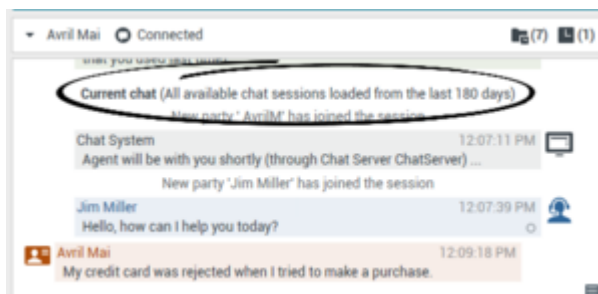 Avril Mai Connected (7) (1)
that you used last time)
Current chat (All available chat sessions loaded from the last 180 days)
New party ' AvrilM' has joined the session
Chat System 12:07:11 PM
Agent will be with you shortly (through Chat Server ChatServer) ...
New party 'Jim Miller' has joined the session
Jim Miller 12:07:39 PM
Hello, how can I help you today?
Avril Mai 12:09:18 PM
My credit card was rejected when I tried to make a purchase.